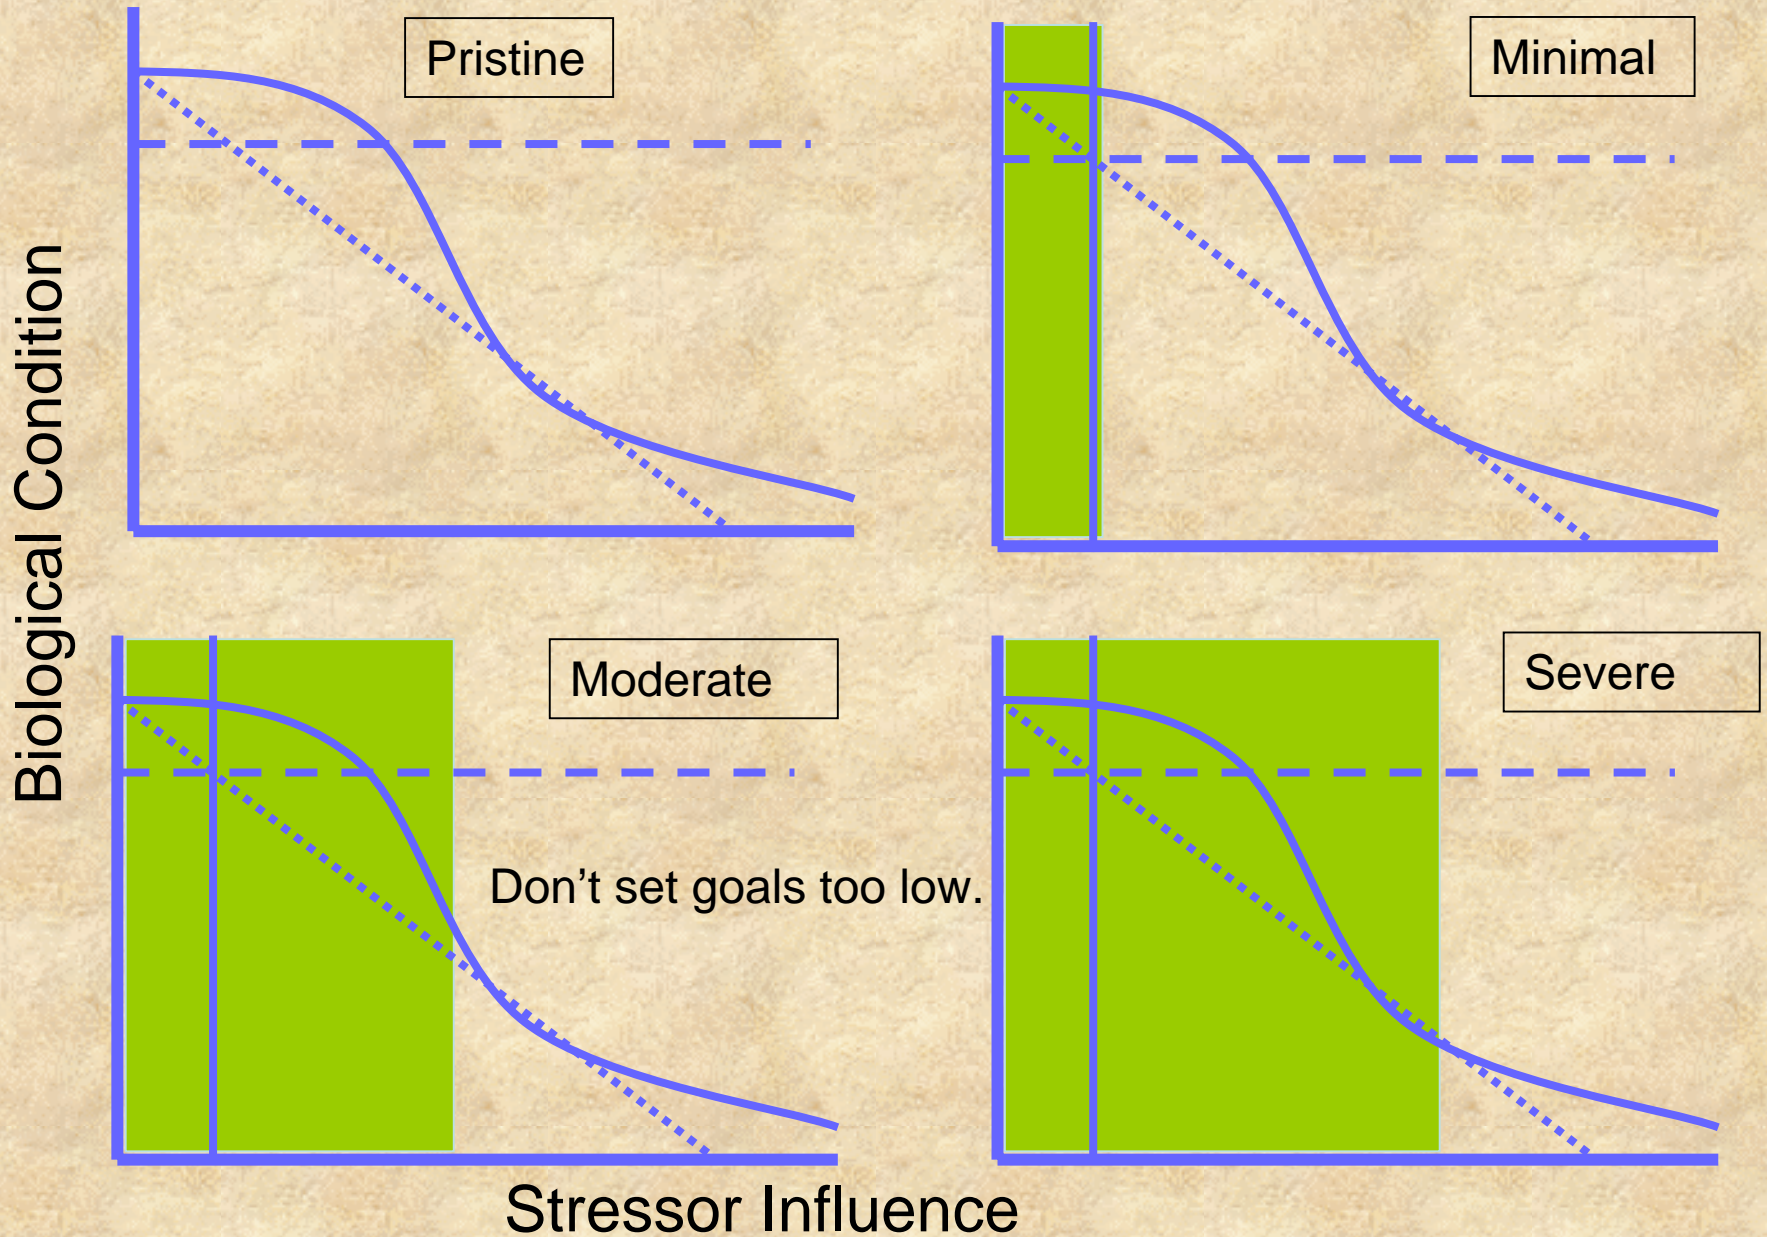 Pristine
Minimal
Biological Condition
Moderate
Severe
Don't set goals too low.
Stressor Influence